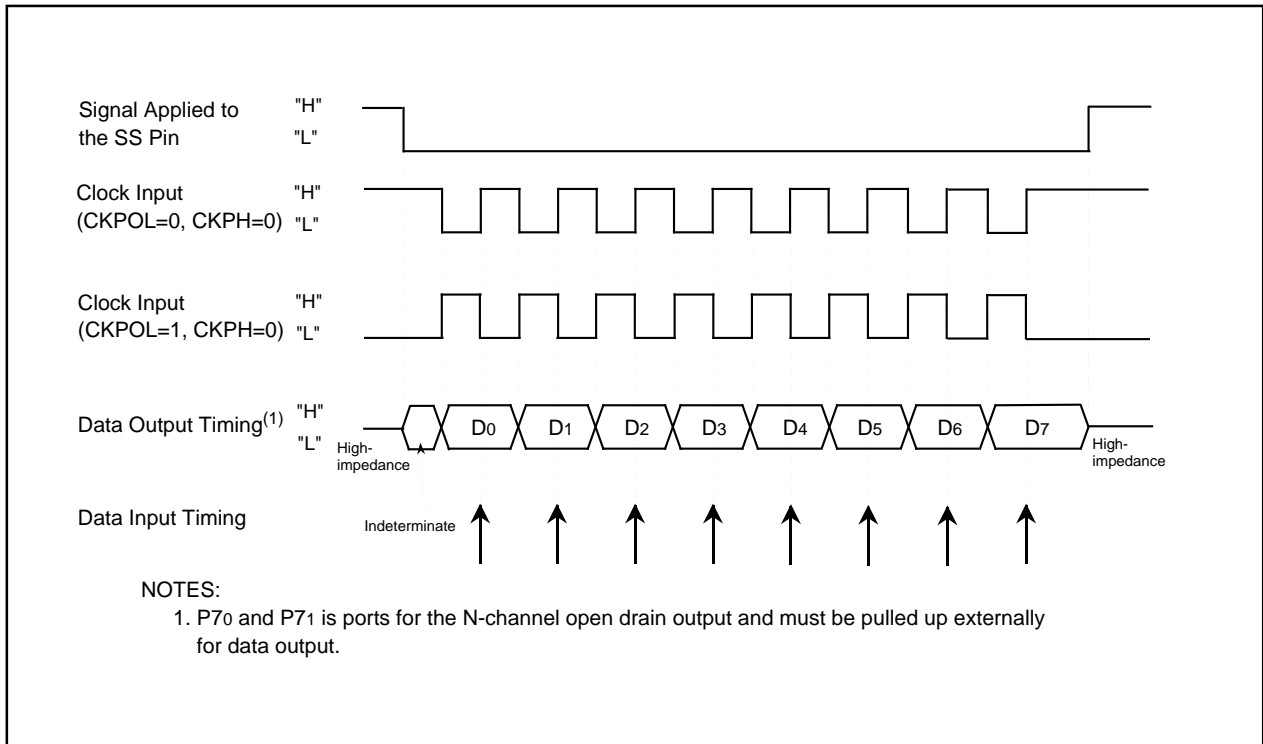 Signal Applied to
the SS Pin
"H"
"L"
Clock Input
(CKPOL=0, CKPH=0)
"H"
"L"
Clock Input
(CKPOL=1, CKPH=0)
"H"
"L"
Data Output Timing(1)
"H"
"L"
High-
impedance
D0 D1 D2 D3 D4 D5 D6 D7
High-
impedance
Data Input Timing
Indeterminate
NOTES:
1. P70 and P71 is ports for the N-channel open drain output and must be pulled up externally
for data output.